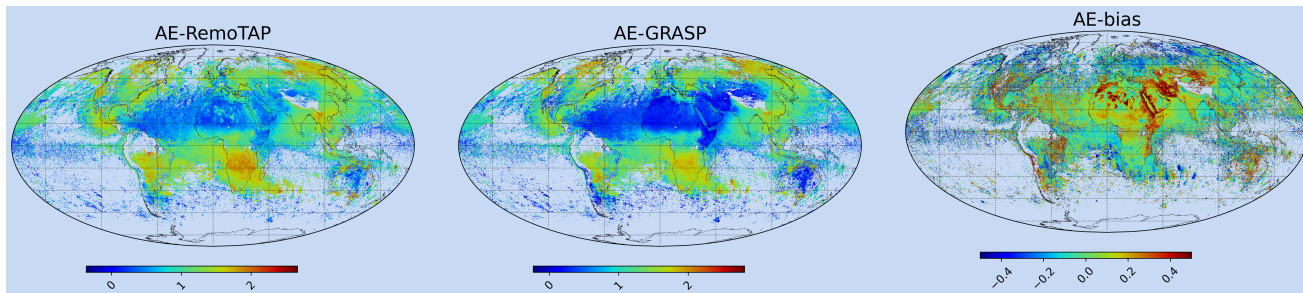 AE-RemoTAP
AE-GRASP
AE-bias
0 1 2
0 1 2
−0.4 −0.2 0.0 0.2 0.4